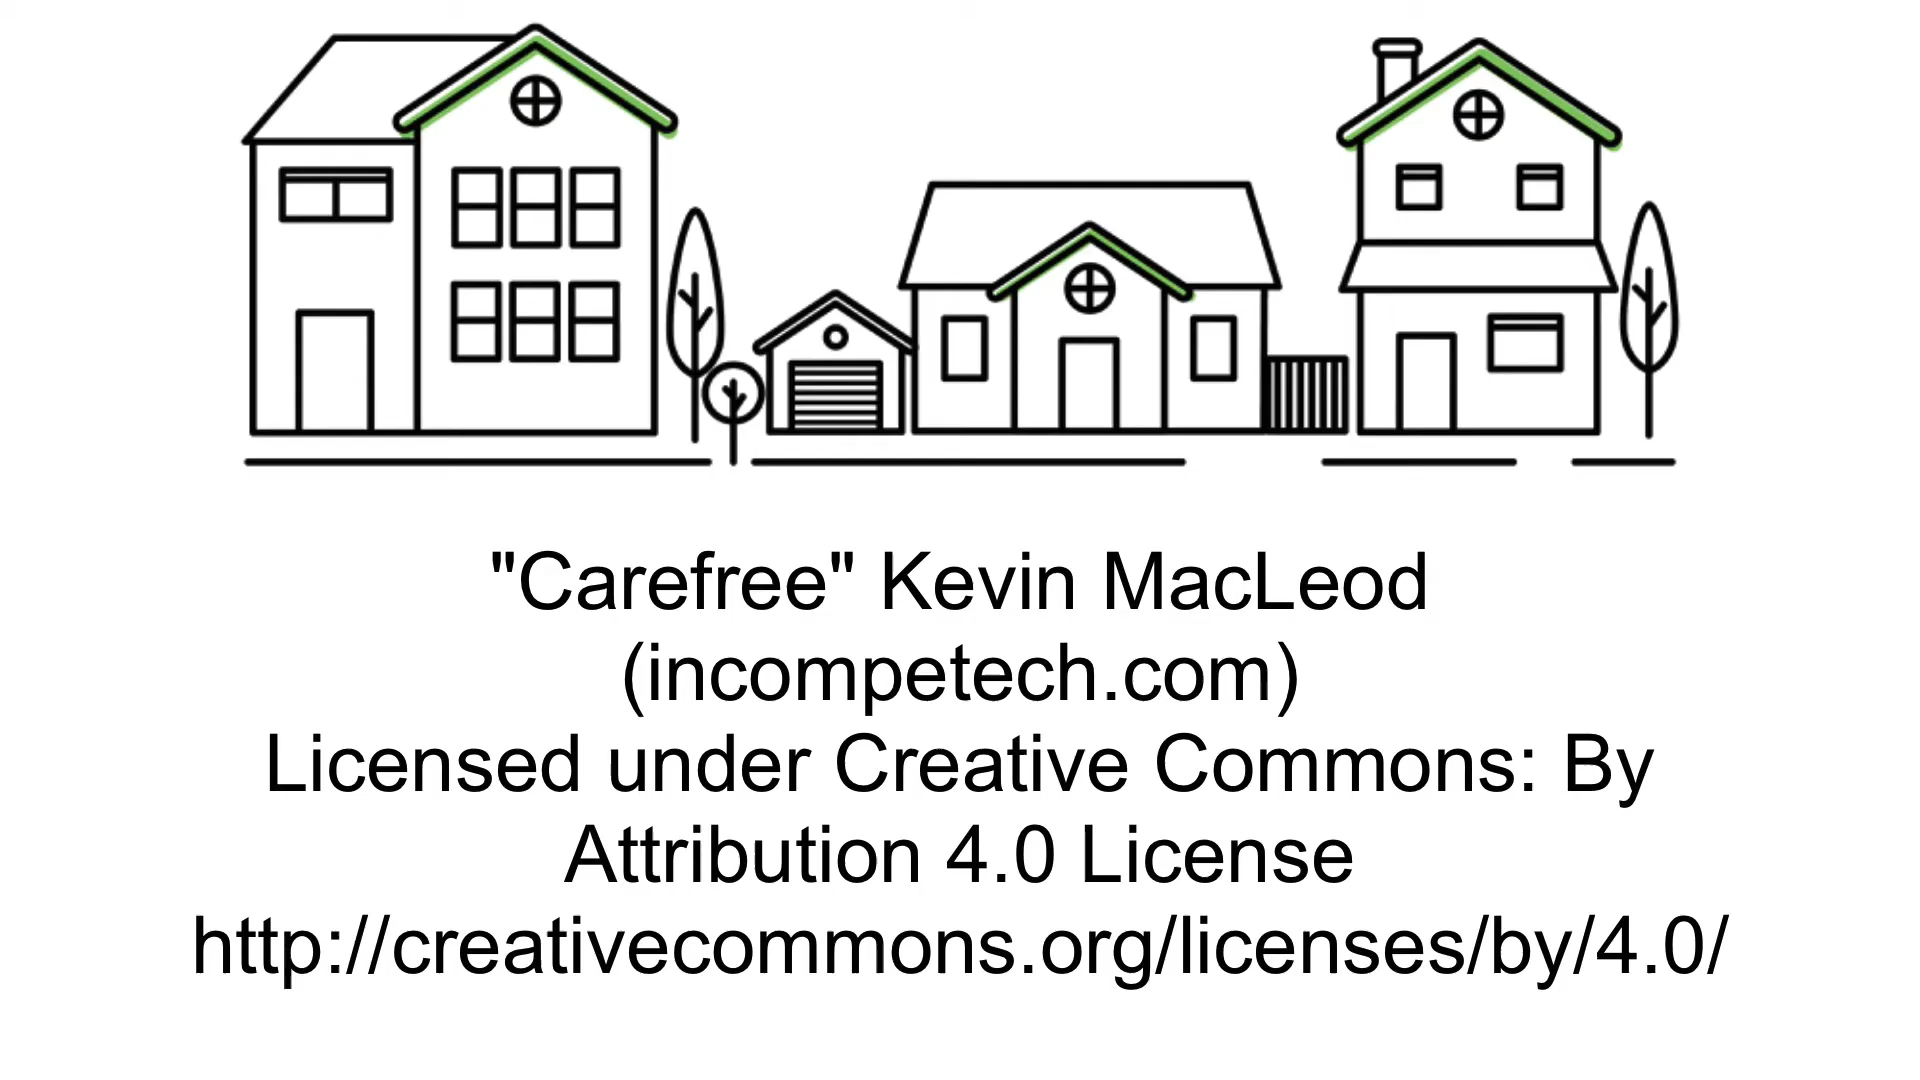 "Carefree" Kevin MacLeod
(incompetech.com)
Licensed under Creative Commons: By
Attribution 4.0 License
http://creativecommons.org/licenses/by/4.0/